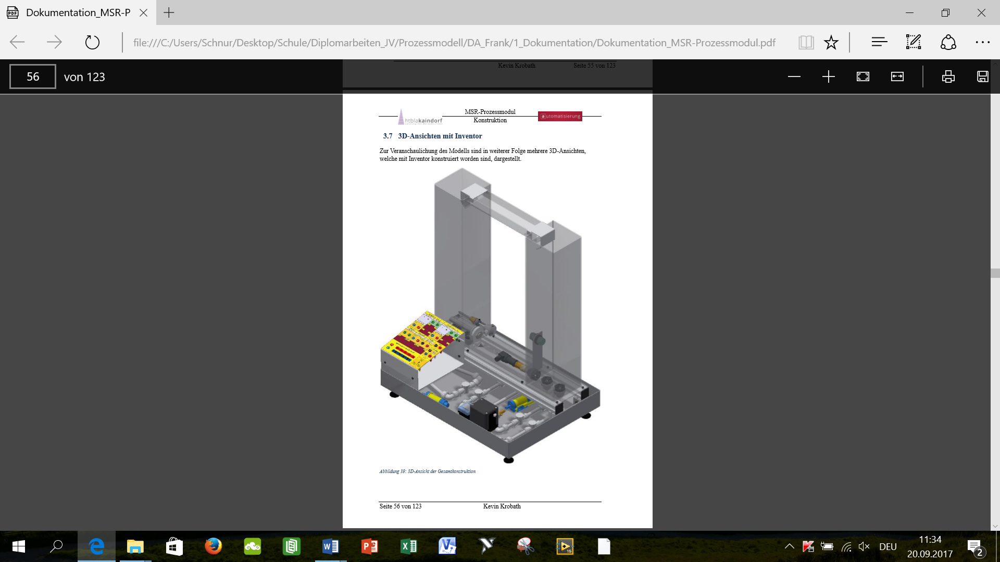 Dokumentation_MSR-P
file:///C:/Users/Schnur/Desktop/Schule/Diplomarbeiten_JV/Prozessmodell/DA_Frank/1_Dokumentation/Dokumentation_MSR-Prozessmodul.pdf
56 von 123
Kevin Krobath Seite 55 von 123
htblakaindorf
MSR-Prozessmodul
Konstruktion
automatisierung
3.7 3D-Ansichten mit Inventor
Zur Veranschaulichung des Modells sind in weiterer Folge mehrere 3D-Ansichten,
welche mit Inventor konstruiert worden sind, dargestellt.
Abbildung 39: 3D-Ansicht der Gesamtkonstruktion
Seite 56 von 123 Kevin Krobath
DEU
11:34
20.09.2017
2
15